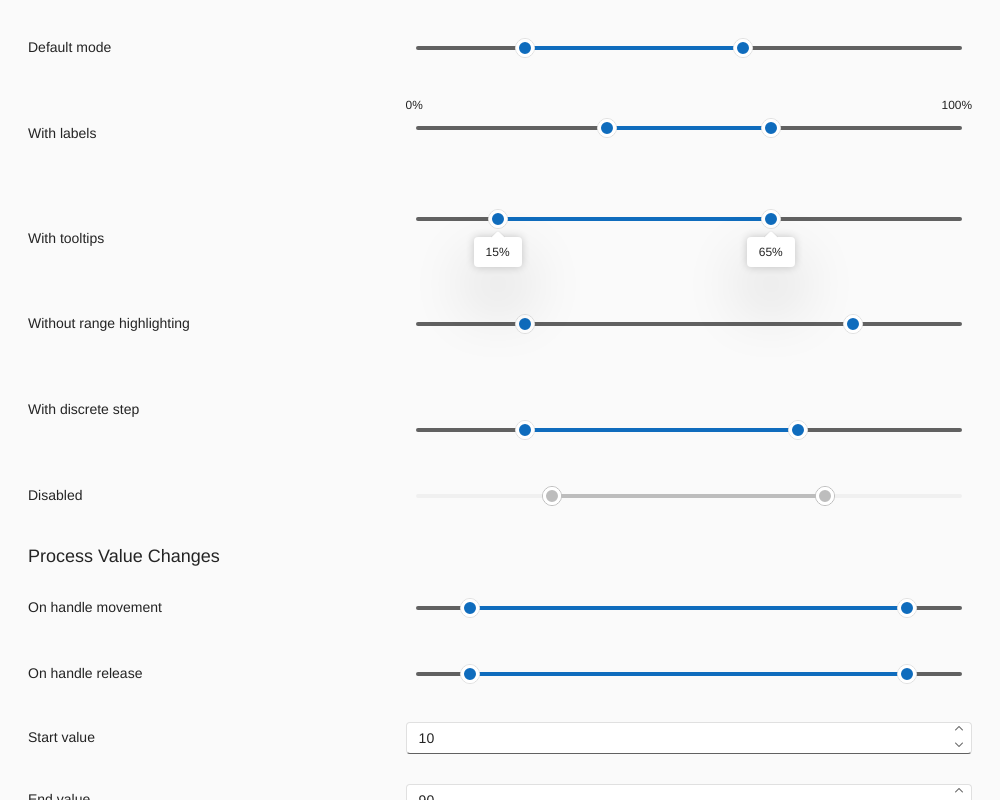 Default mode
0%
100%
With labels
With tooltips
15%
65%
Without range highlighting
With discrete step
Disabled
Process Value Changes
On handle movement
On handle release
Start value
10
End value
90